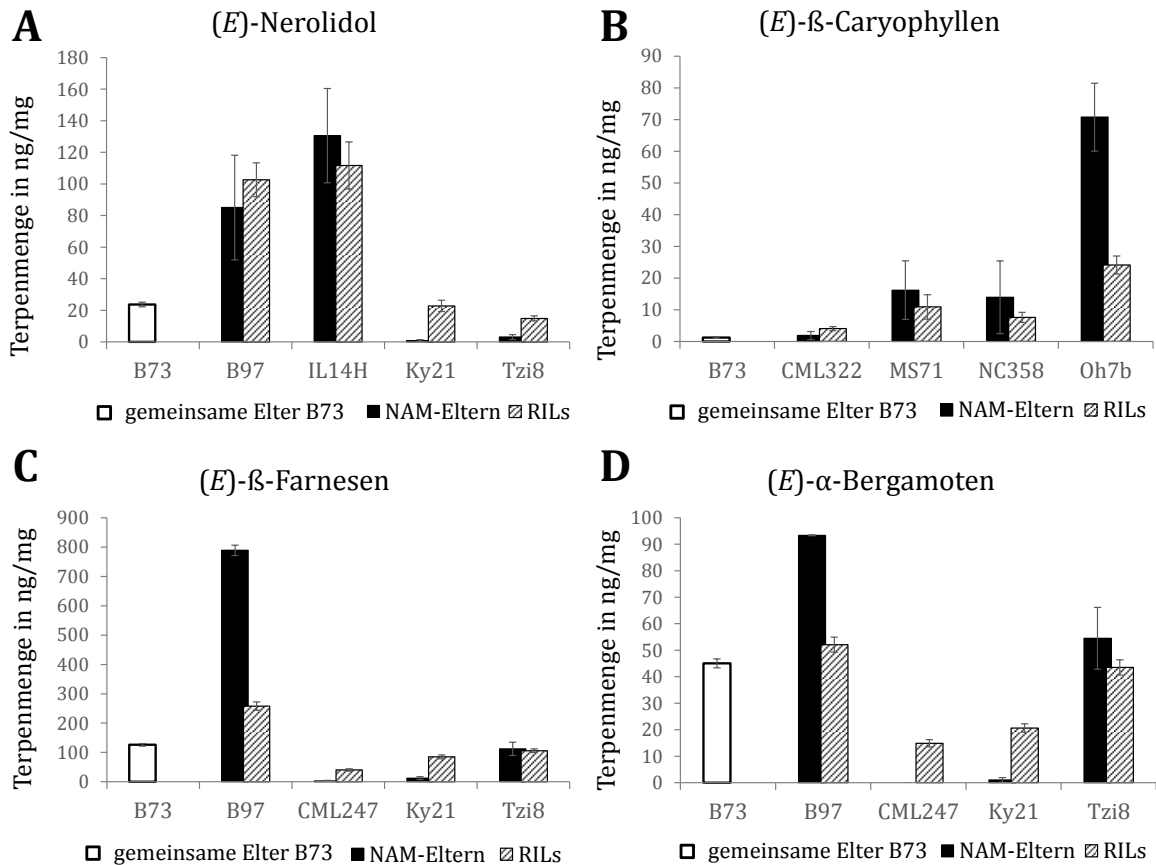 A
(E)-Nerolidol
Terpenmenge in ng/mg
180
160
140
120
100
80
60
40
20
0
B73 B97 IL14H Ky21 Tzi8
gemeinsame Elter B73 NAM-Eltern RILs
B
(E)-ß-Caryophyllen
Terpenmenge in ng/mg
90
80
70
60
50
40
30
20
10
0
B73 CML322 MS71 NC358 Oh7b
gemeinsame Elter B73 NAM-Eltern RILs
C
(E)-ß-Farnesen
Terpenmenge in ng/mg
900
800
700
600
500
400
300
200
100
0
B73 B97 CML247 Ky21 Tzi8
gemeinsame Elter B73 NAM-Eltern RILs
D
(E)-α-Bergamoten
Terpenmenge in ng/mg
100
90
80
70
60
50
40
30
20
10
0
B73 B97 CML247 Ky21 Tzi8
gemeinsame Elter B73 NAM-Eltern RILs